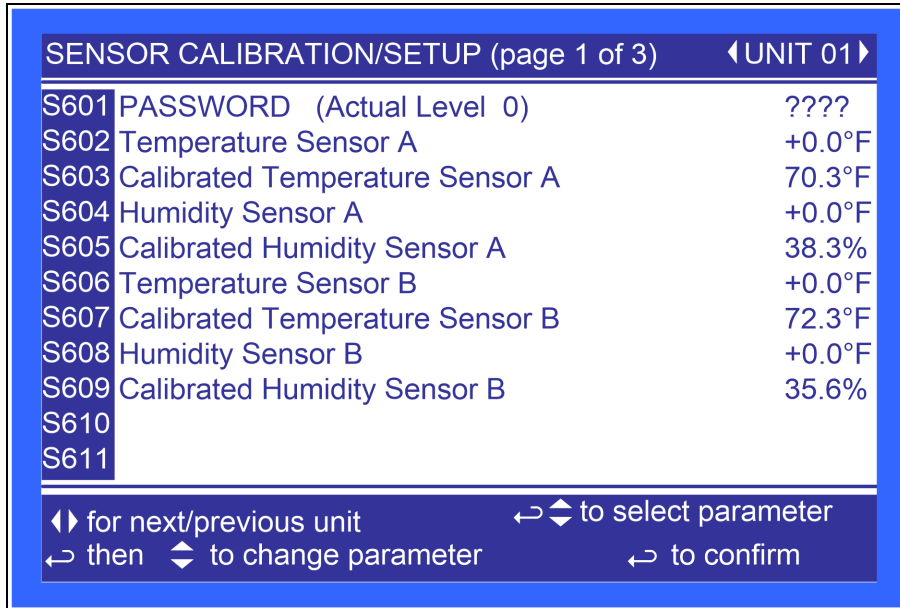 SENSOR CALIBRATION/SETUP (page 1 of 3) UNIT 01
S601 PASSWORD (Actual Level 0) ????
S602 Temperature Sensor A +0.0°F
S603 Calibrated Temperature Sensor A 70.3°F
S604 Humidity Sensor A +0.0°F
S605 Calibrated Humidity Sensor A 38.3%
S606 Temperature Sensor B +0.0°F
S607 Calibrated Temperature Sensor B 72.3°F
S608 Humidity Sensor B +0.0°F
S609 Calibrated Humidity Sensor B 35.6%
S610
S611
for next/previous unit to select parameter
then to change parameter to confirm